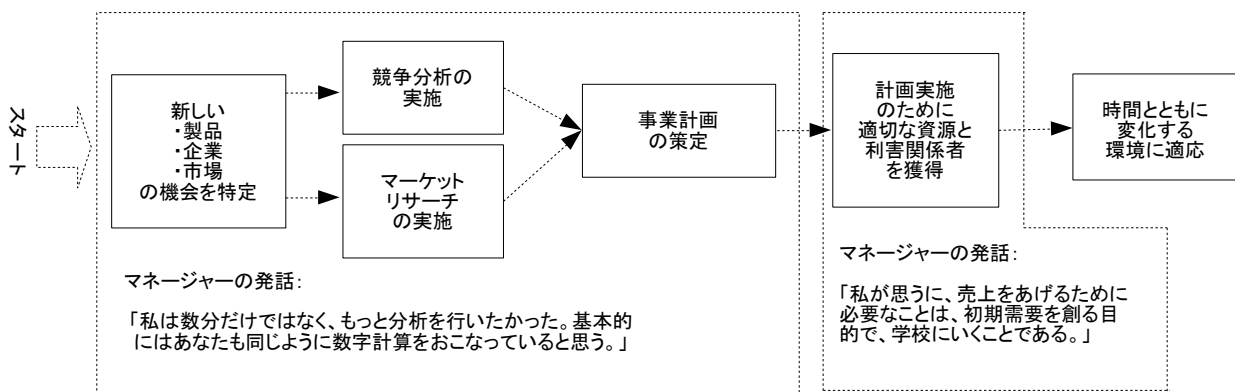 スタート
新しい
・製品
・企業
・市場
の機会を特定
競争分析の
実施
マーケット
リサーチ
の実施
事業計画
の策定
計画実施
のために
適切な資源と
利害関係者
を獲得
時間とともに
変化する
環境に適応
マネージャーの発話：
「私は数分だけではなく、もっと分析を行いたかった。基本的
にはあなたも同じように数字計算をおこなっていると思う。」
マネージャーの発話：
「私が思うに、売上をあげるために
必要なことは、初期需要を創る目
的で、学校にいくことである。」